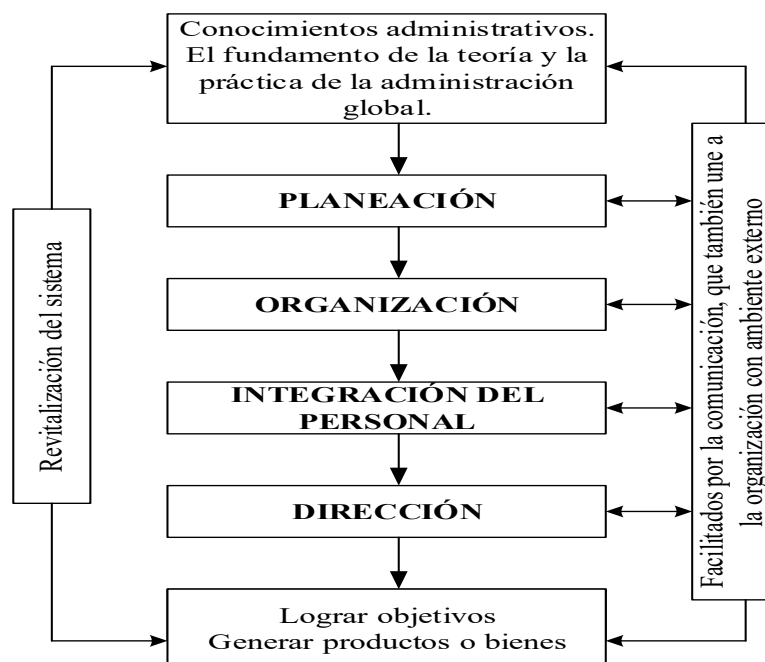 Conocimientos administrativos.
El fundamento de la teoría y la
práctica de la administración
global.
PLANEACIÓN
ORGANIZACIÓN
INTEGRACIÓN DEL
PERSONAL
DIRECCIÓN
Lograr objetivos
Generar productos o bienes
Revitalización del sistema
Facilitados por la comunicación, que también une a
la organización con ambiente externo